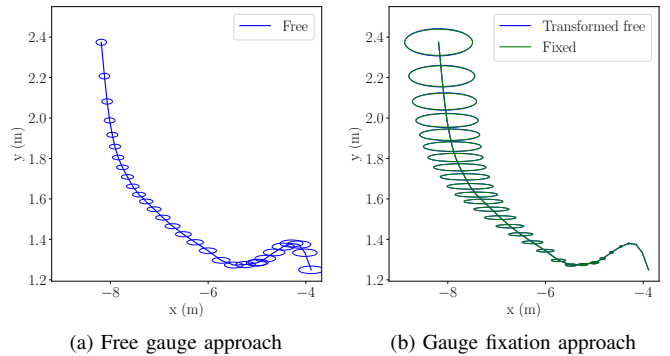 Free
2.4
2.2
2.0
1.8
1.6
1.4
1.2
y (m)
−8
−6
−4
x (m)
(a) Free gauge approach
Transformed free
Fixed
2.4
2.2
2.0
1.8
1.6
1.4
1.2
y (m)
−8
−6
−4
x (m)
(b) Gauge fixation approach